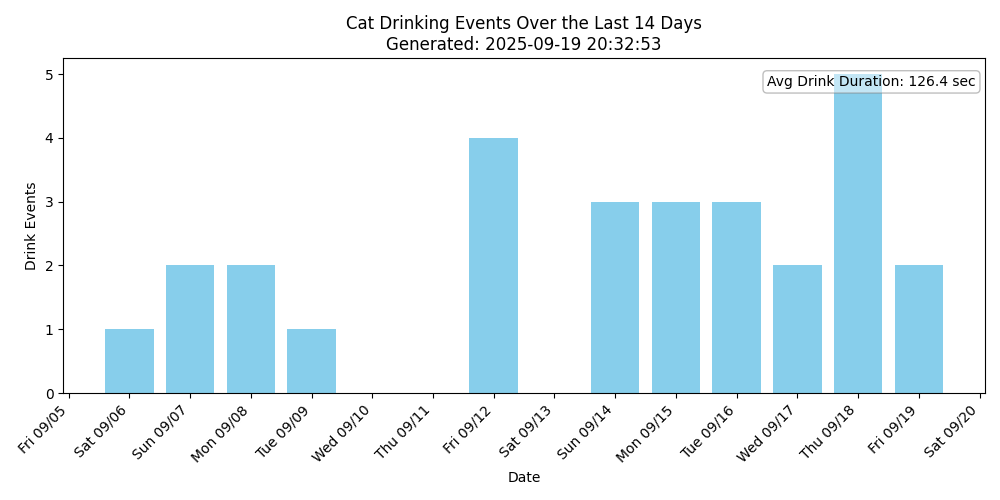 Cat Drinking Events Over the Last 14 Days
Generated: 2025-09-19 20:32:53
Avg Drink Duration: 126.4 sec
Drink Events
5
4
3
2
1
0
Fri 09/05
Sat 09/06
Sun 09/07
Mon 09/08
Tue 09/09
Wed 09/10
Thu 09/11
Fri 09/12
Sat 09/13
Sun 09/14
Mon 09/15
Tue 09/16
Wed 09/17
Thu 09/18
Fri 09/19
Sat 09/20
Date